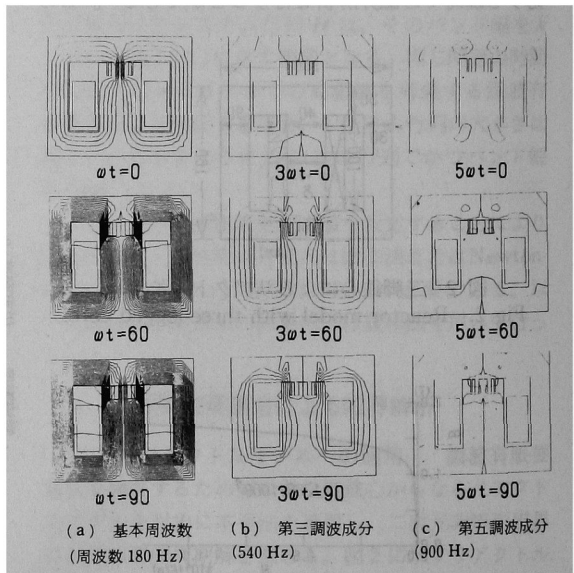 ωt=0
3ωt=0
5ωt=0
ωt=60
3ωt=60
5ωt=60
ωt=90
3ωt=90
5ωt=90
(a) 基本周波数
(周波数 180 Hz)
(b) 第三調波成分
(540 Hz)
(c) 第五調波成分
(900 Hz)